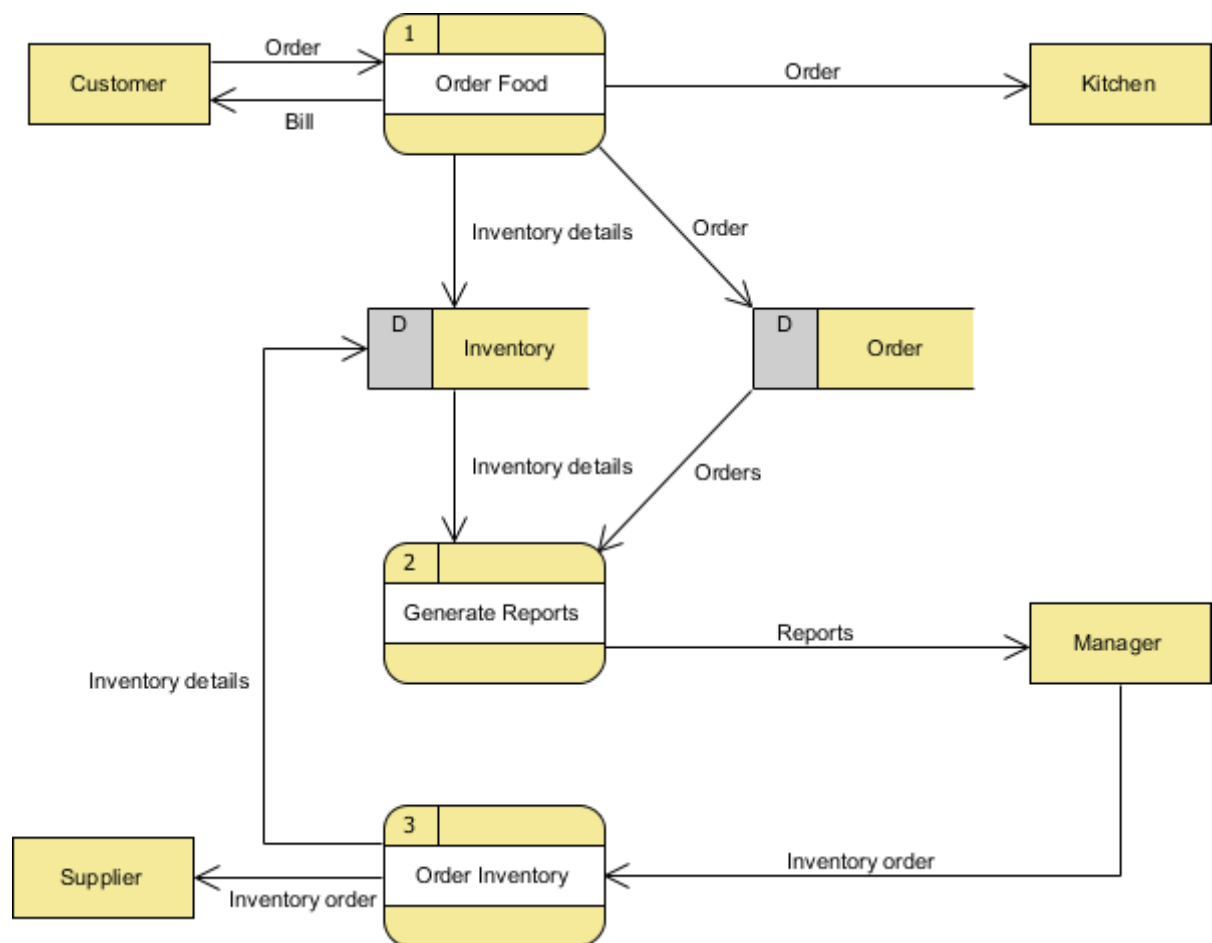 1
Order
Customer
Order Food
Order
Kitchen
Bill
Inventory details
Order
D
Inventory
D
Order
Inventory details
Orders
2
Generate Reports
Reports
Manager
Inventory details
3
Order Inventory
Inventory order
Supplier
Inventory order